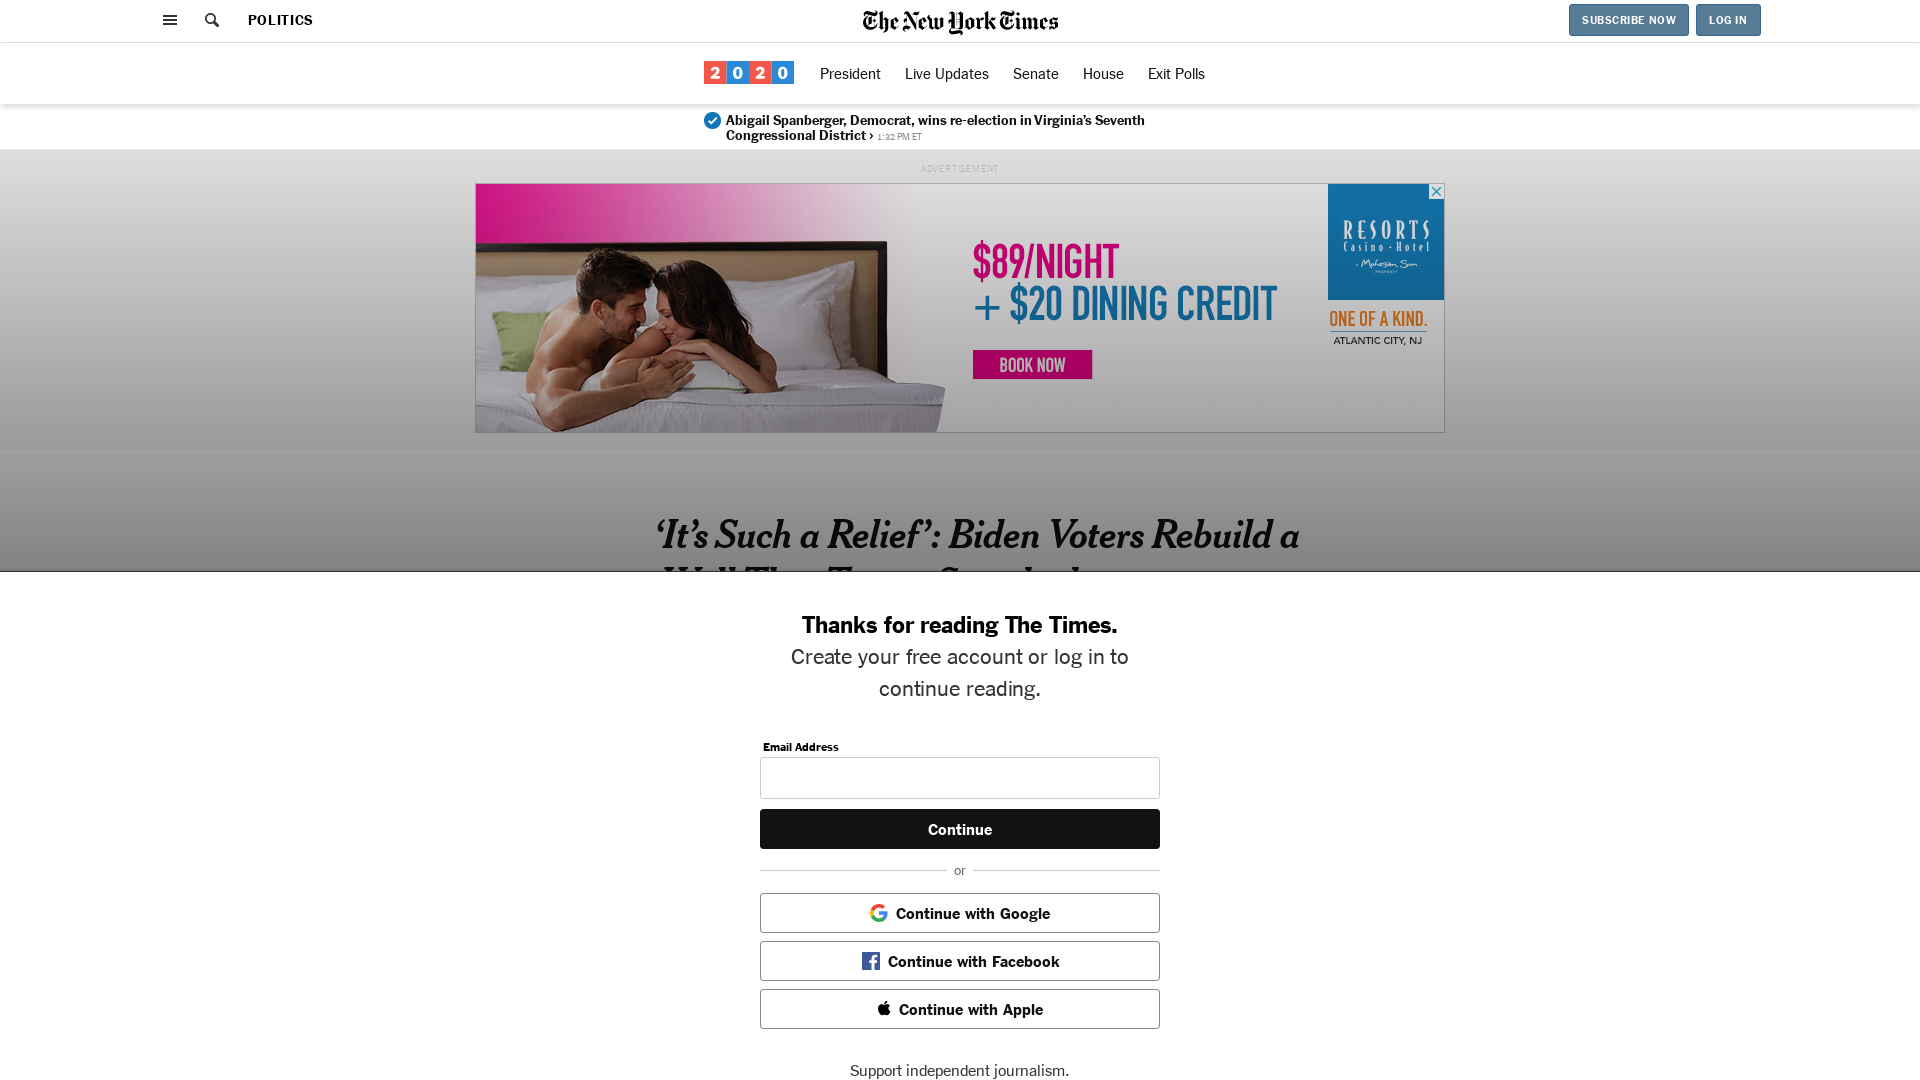 POLITICS
The New York Times
SUBSCRIBE NOW
LOG IN
2020
President
Live Updates
Senate
House
Exit Polls
Abigail Spanberger, Democrat, wins re-election in Virginia’s Seventh
Congressional District › 1:32 PM ET
ADVERTISEMENT
$89/NIGHT
+ $20 DINING CREDIT
BOOK NOW
RESORTS
Casino · Hotel
a Mohegan Sun
PROPERTY
ONE OF A KIND.
ATLANTIC CITY, NJ
‘It’s Such a Relief’: Biden Voters Rebuild a
Thanks for reading The Times.
Create your free account or log in to
continue reading.
Email Address
Continue
or
Continue with Google
Continue with Facebook
Continue with Apple
Support independent journalism.